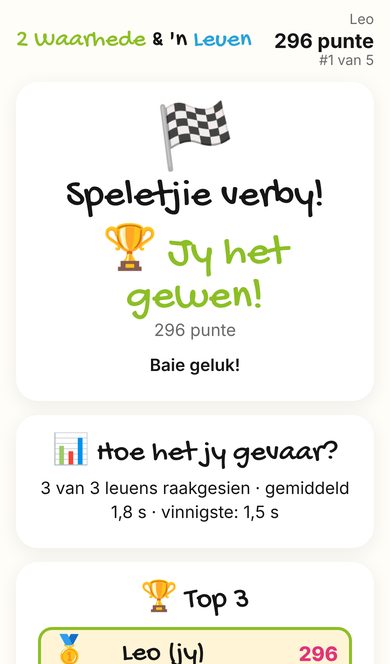 Leo
2 Waarhede & 'n Leuen
296 punte
#1 van 5
Speletjie verby!
Jy het
gewen!
296 punte
Baie geluk!
Hoe het jy gevaar?
3 van 3 leuens raakgesien · gemiddeld
1,8 s · vinnigste: 1,5 s
Top 3
Leo (jy) 296